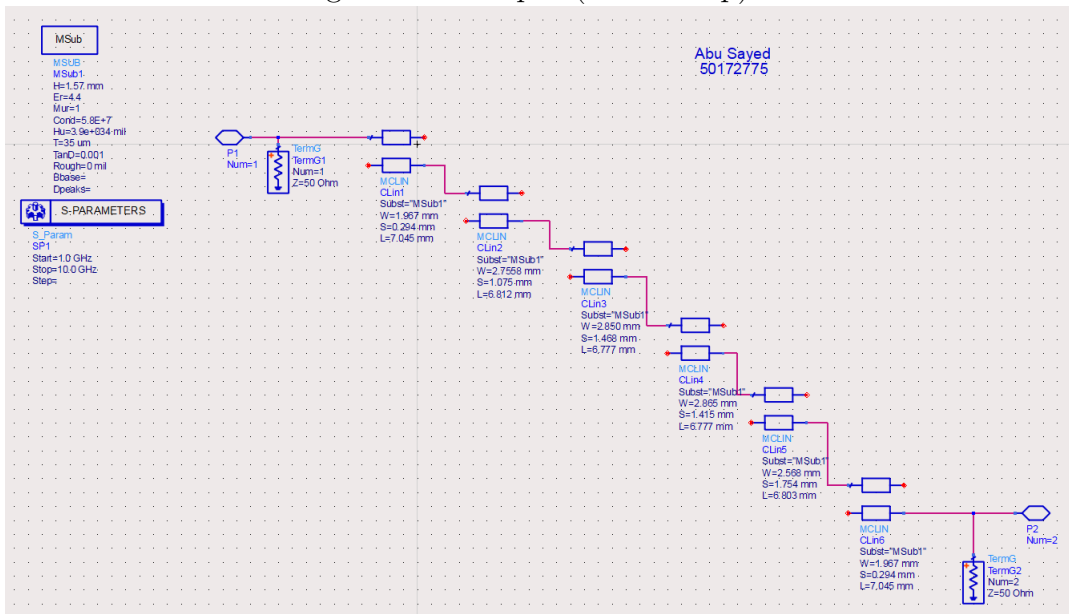 MSub
MSUB
MSub1
H=1.57 mm
Er=4.4
Mur=1
Cond=5.8E+7
Hu=3.9e+034 mil
T=35 um
TanD=0.001
Rough=0 mil
Bbase=
Dpeaks=
S-PARAMETERS
S_Param
SP1
Start=1.0 GHz
Stop=10.0 GHz
Step=
Abu Sayed
50172775
P1
Num=1
TermG
TermG1
Num=1
Z=50 Ohm
MCLIN
CLin1
Subst="MSub1"
W=1.967 mm
S=0.294 mm
L=7.045 mm
MCLIN
CLin2
Subst="MSub1"
W=2.7558 mm
S=1.075 mm
L=6.812 mm
MCLIN
CLin3
Subst="MSub1"
W=2.850 mm
S=1.468 mm
L=6.777 mm
MCLIN
CLin4
Subst="MSub1"
W=2.865 mm
S=1.415 mm
L=6.777 mm
MCLIN
CLin5
Subst="MSub1"
W=2.568 mm
S=1.754 mm
L=6.803 mm
MCLIN
CLin6
Subst="MSub1"
W=1.967 mm
S=0.294 mm
L=7.045 mm
P2
Num=2
TermG
TermG2
Num=2
Z=50 Ohm